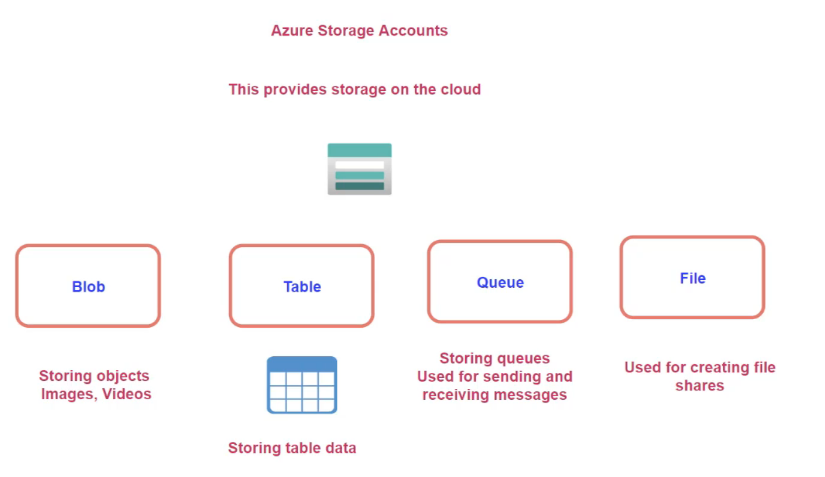 Azure Storage Accounts
This provides storage on the cloud
Blob
Table
Queue
File
Storing objects
Images, Videos
Storing table data
Storing queues
Used for sending and
receiving messages
Used for creating file
shares